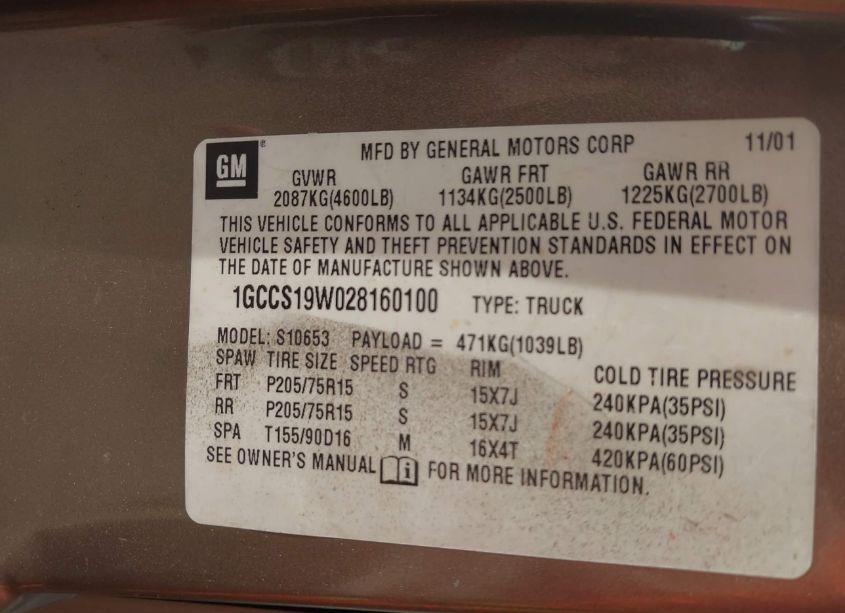 GM ® MFD BY GENERAL MOTORS CORP 11/01
GVWR GAWR FRT GAWR RR
2087KG(4600LB) 1134KG(2500LB) 1225KG(2700LB)
THIS VEHICLE CONFORMS TO ALL APPLICABLE U.S. FEDERAL MOTOR
VEHICLE SAFETY AND THEFT PREVENTION STANDARDS IN EFFECT ON
THE DATE OF MANUFACTURE SHOWN ABOVE.
1GCCS19W028160100 TYPE: TRUCK
MODEL: S10653 PAYLOAD = 471KG(1039LB)
SPAW TIRE SIZE SPEED RTG RIM COLD TIRE PRESSURE
FRT P205/75R15 S 15X7J 240KPA(35PSI)
RR P205/75R15 S 15X7J 240KPA(35PSI)
SPA T155/90D16 M 16X4T 420KPA(60PSI)
SEE OWNER'S MANUAL i FOR MORE INFORMATION.